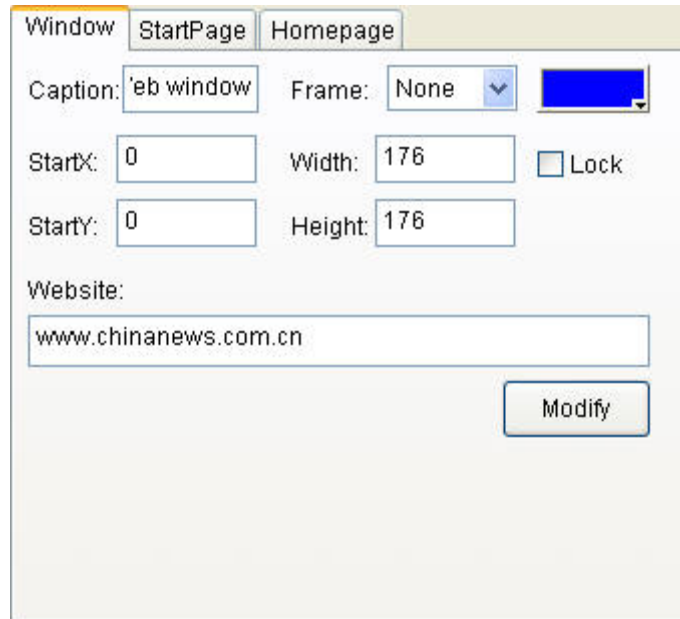 Window StartPage Homepage
Caption: 'eb window Frame: None
StartX: 0 Width: 176 Lock
StartY: 0 Height: 176
Website:
www.chinanews.com.cn
Modify